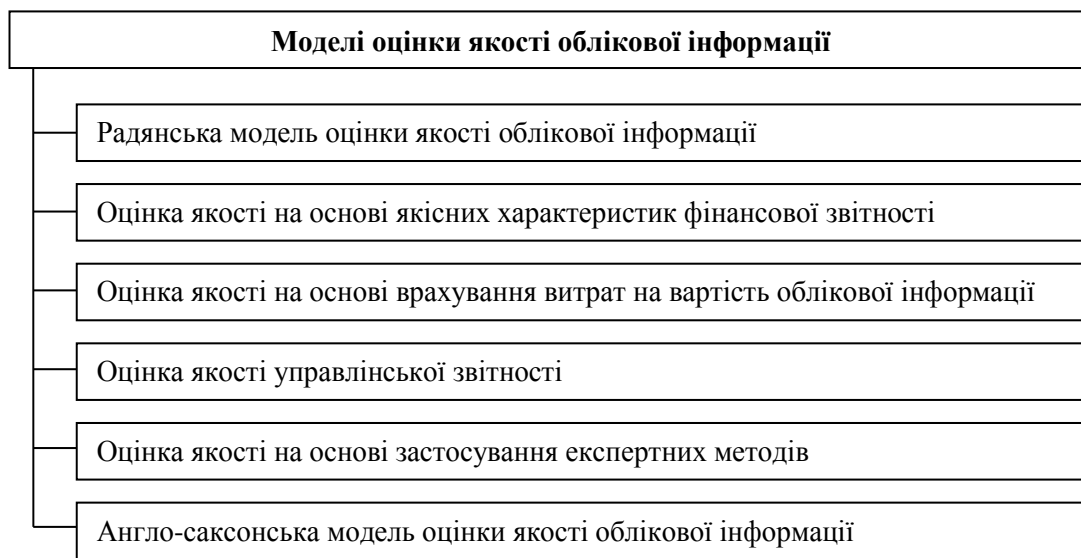 Моделі оцінки якості облікової інформації
Радянська модель оцінки якості облікової інформації
Оцінка якості на основі якісних характеристик фінансової звітності
Оцінка якості на основі врахування витрат на вартість облікової інформації
Оцінка якості управлінської звітності
Оцінка якості на основі застосування експертних методів
Англо-саксонська модель оцінки якості облікової інформації